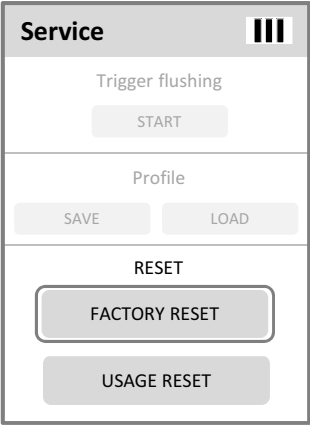 Service
Trigger flushing
START
Profile
SAVE LOAD
RESET
FACTORY RESET
USAGE RESET